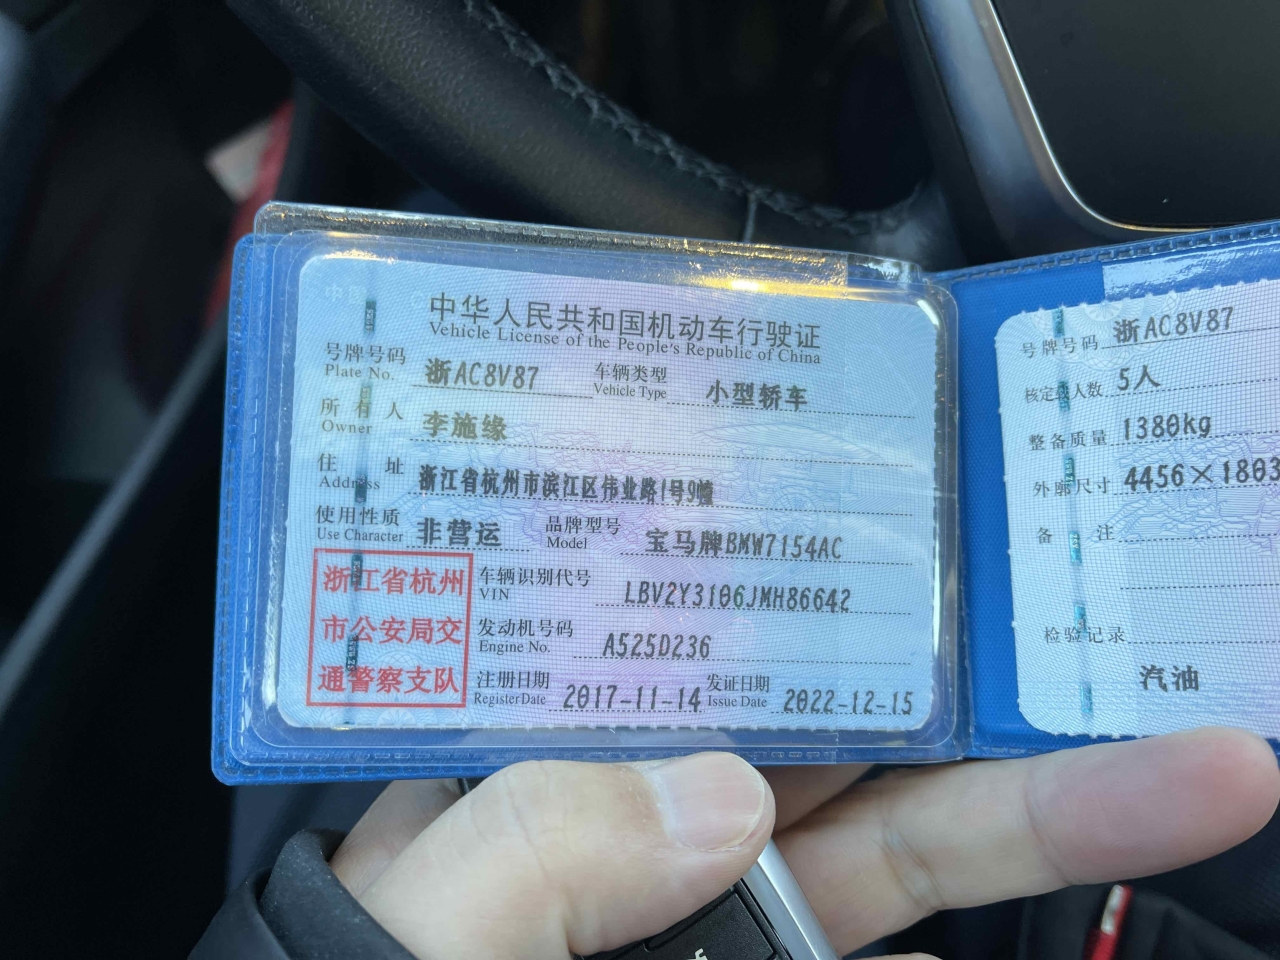 中华人民共和国机动车行驶证
Vehicle License of the People's Republic of China
号牌号码 浙AC8V87 车辆类型 小型轿车
Plate No. Vehicle Type
所有人 李施缘
Owner
住址 浙江省杭州市滨江区伟业路1号9幢
Address
使用性质 非营运 品牌型号 宝马牌BMW7154AC
Use Character Model
浙江省杭州
市公安局交
通警察支队
车辆识别代号 LBV2Y3106JMH86642
VIN
发动机号码 A525D236
Engine No.
注册日期 2017-11-14 发证日期 2022-12-15
Register Date Issue Date
号牌号码 浙AC8V87
核定载人数 5人
整备质量 1380kg
外廓尺寸 4456×1803
备注
检验记录
汽油